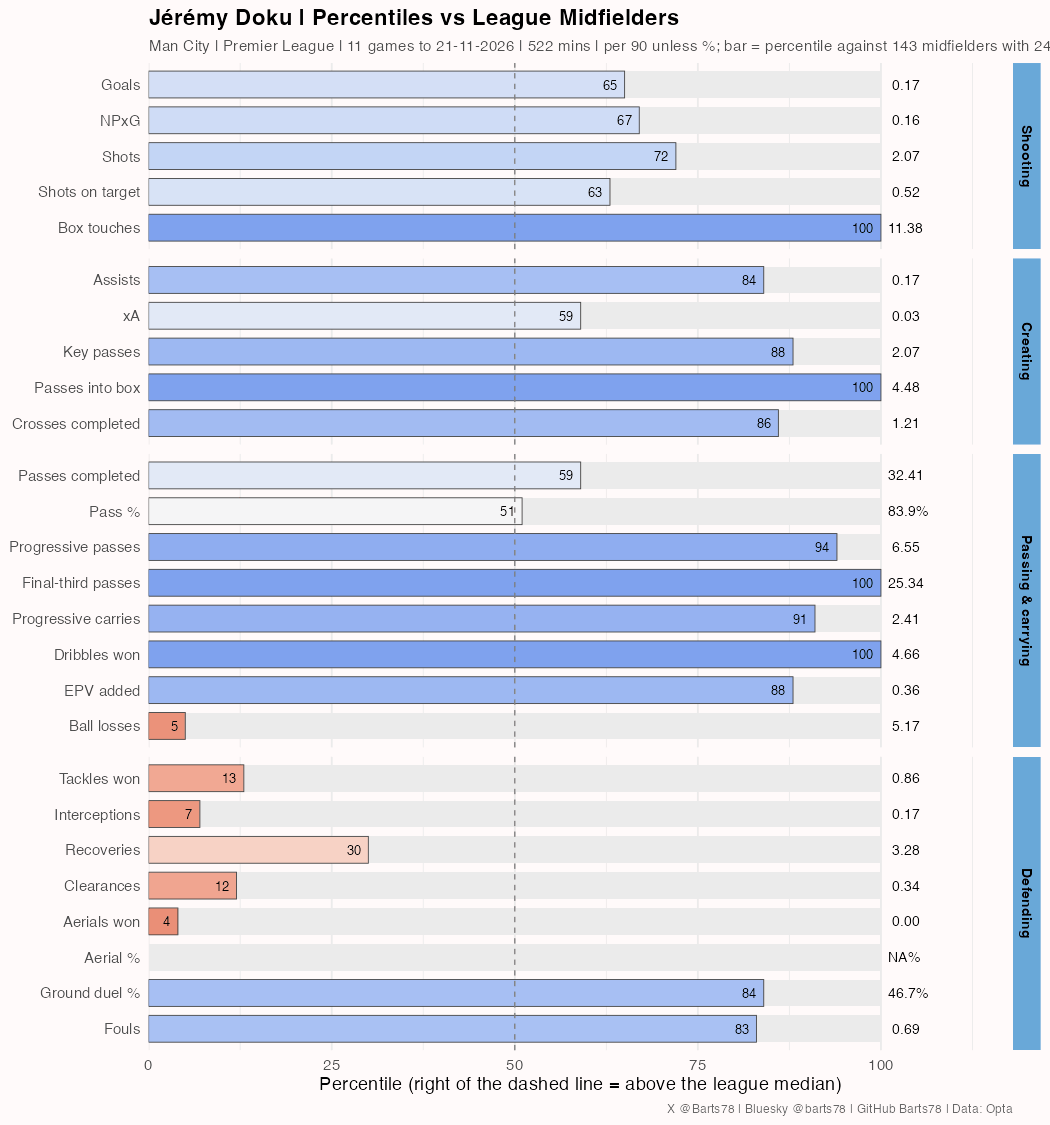 Jérémy Doku | Percentiles vs League Midfielders
Man City | Premier League | 11 games to 21-11-2026 | 522 mins | per 90 unless %; bar = percentile against 143 midfielders with 24
Goals 65 0.17
NPxG 67 0.16
Shots 72 2.07
Shots on target 63 0.52
Box touches 100 11.38
Shooting
Assists 84 0.17
xA 59 0.03
Key passes 88 2.07
Passes into box 100 4.48
Crosses completed 86 1.21
Creating
Passes completed 59 32.41
Pass % 51 83.9%
Progressive passes 94 6.55
Final-third passes 100 25.34
Progressive carries 91 2.41
Dribbles won 100 4.66
EPV added 88 0.36
Ball losses 5 5.17
Passing & carrying
Tackles won 13 0.86
Interceptions 7 0.17
Recoveries 30 3.28
Clearances 12 0.34
Aerials won 4 0.00
Aerial % NA%
Ground duel % 84 46.7%
Fouls 83 0.69
Defending
0 25 50 75 100
Percentile (right of the dashed line = above the league median)
X @Barts78 | Bluesky @barts78 | GitHub Barts78 | Data: Opta